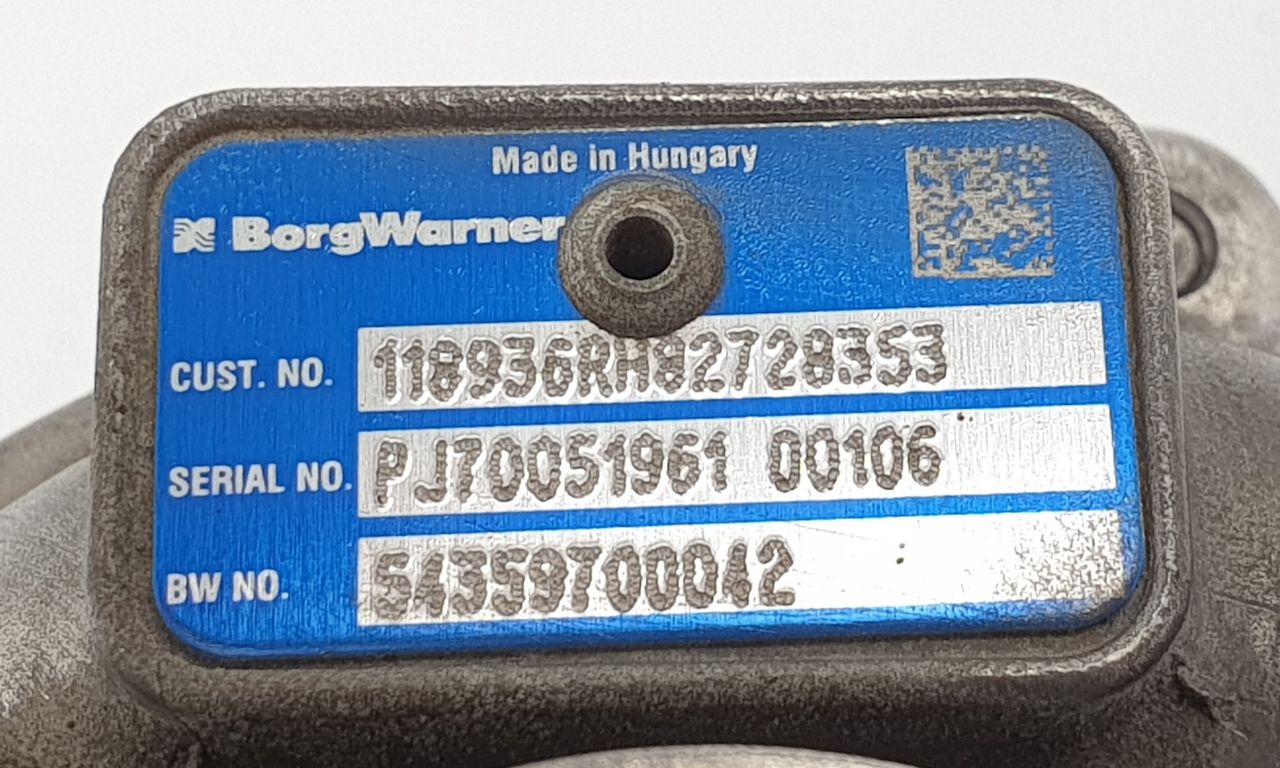 Made in Hungary
BorgWarner
CUST. NO. 118936RH82728353
SERIAL NO. PJ70051961 00106
BW NO. 54359700042